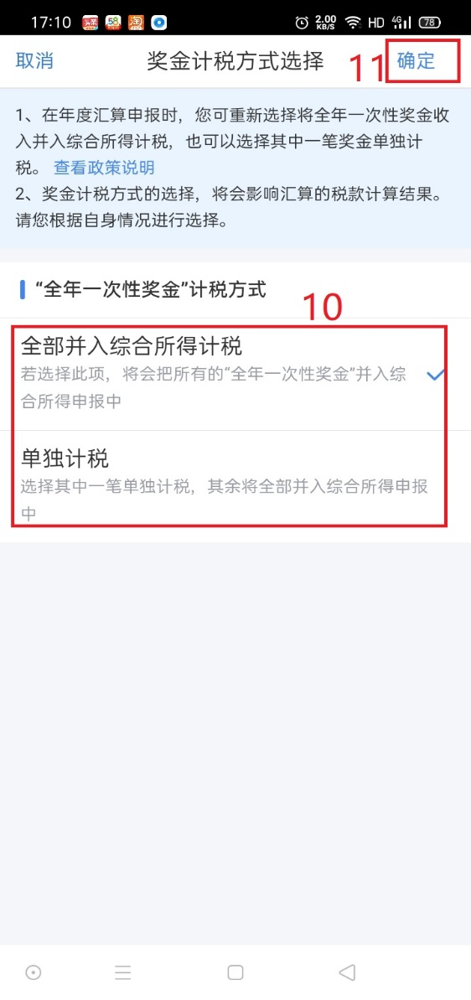 17:10 头条 58 淘 2.00 KB/S HD 4G 78
取消 奖金计税方式选择 11 确定
1、在年度汇算申报时，您可重新选择将全年一次性奖金收
入并入综合所得计税，也可以选择其中一笔奖金单独计
税。 查看政策说明
2、奖金计税方式的选择，将会影响汇算的税款计算结果。
请您根据自身情况进行选择。
“全年一次性奖金”计税方式
10
全部并入综合所得计税
若选择此项，将会把所有的“全年一次性奖金”并入综
合所得申报中
单独计税
选择其中一笔单独计税，其余将全部并入综合所得申报
中